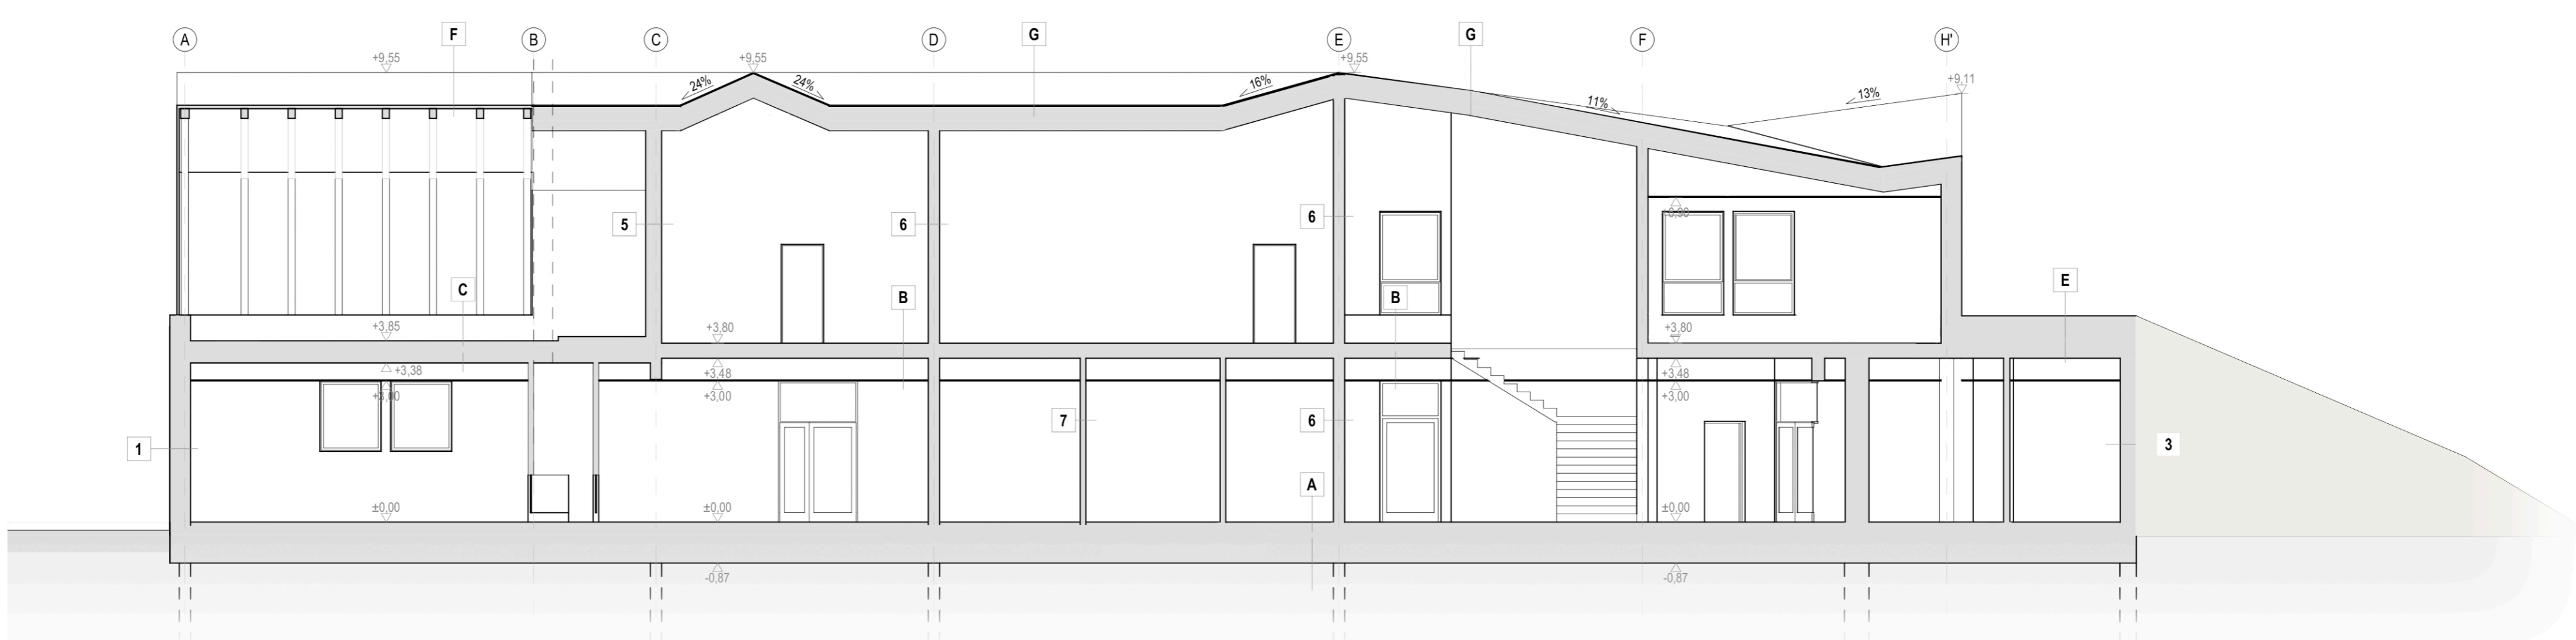 A
F
B
C
D
G
E
G
F
H'
+9,55
+9,55
+9,55
+9,11
24%
24%
16%
11%
13%
5
6
6
+6,90
C
B
B
E
+3,85
+3,80
+3,80
+3,38
+3,48
+3,48
+3,00
+3,00
+3,00
1
7
6
3
A
±0,00
±0,00
±0,00
-0,87
-0,87